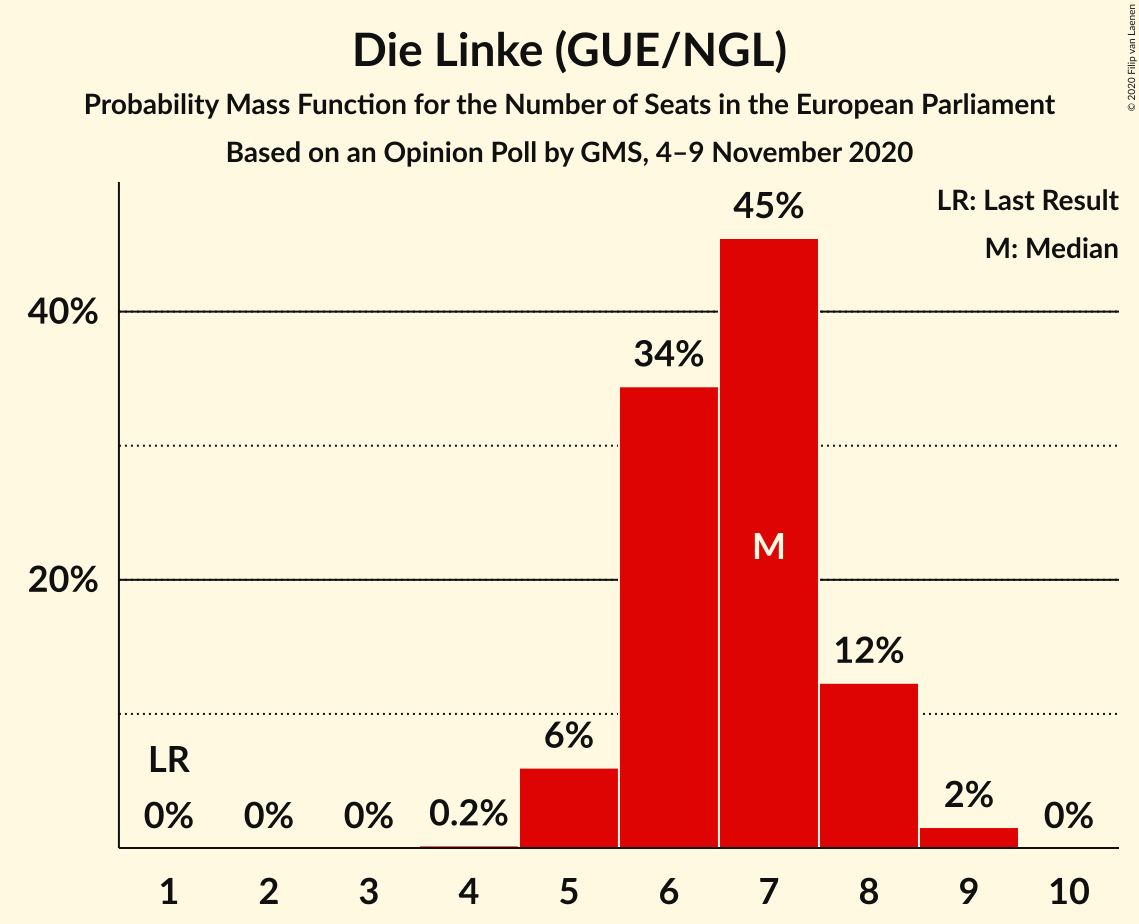 Die Linke (GUE/NGL)
Probability Mass Function for the Number of Seats in the European Parliament
Based on an Opinion Poll by GMS, 4–9 November 2020
© 2020 Filip van Laenen
LR: Last Result
M: Median
45%
40%
34%
M
20%
12%
6%
LR
2%
0%
0%
0%
0.2%
0%
1
2
3
4
5
6
7
8
9
10